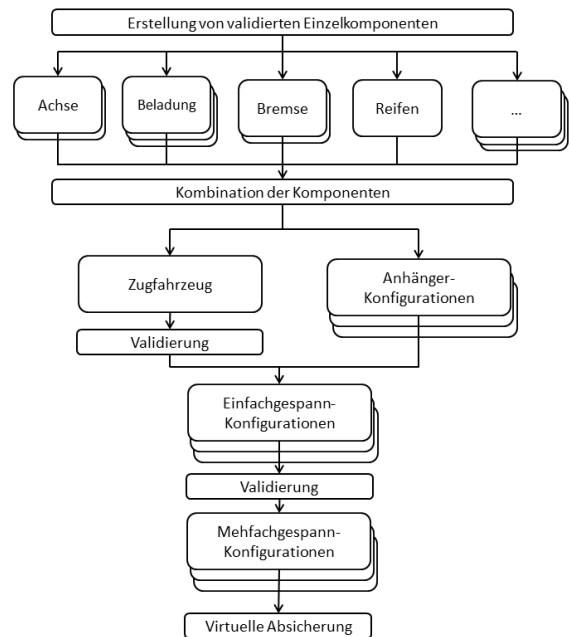 Erstellung von validierten Einzelkomponenten
Achse
Beladung
Bremse
Reifen
...
Kombination der Komponenten
Zugfahrzeug
Anhänger-
Konfigurationen
Validierung
Einfachgespann-
Konfigurationen
Validierung
Mehfachgespann-
Konfigurationen
Virtuelle Absicherung